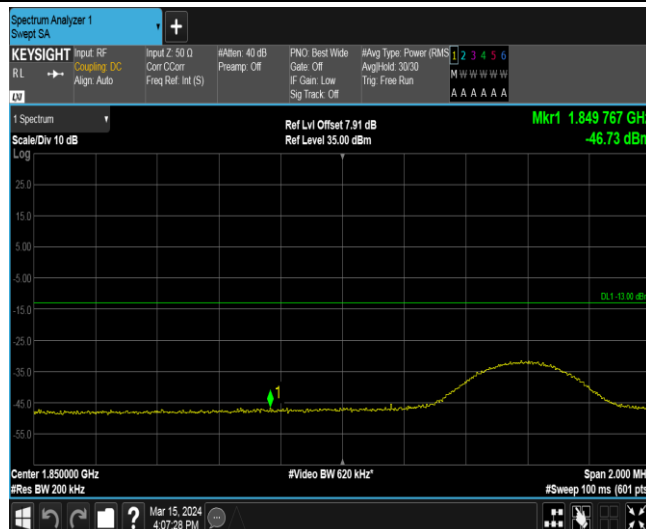 Spectrum Analyzer 1
Swept SA
+
KEYSIGHT Input: RF Input Z: 50 Ω #Atten: 40 dB PNO: Best Wide #Avg Type: Power (RMS 1 2 3 4 5 6
RL Coupling: DC Corr CCorr Preamp: Off Gate: Off Avg|Hold: 30/30 M W W W W W
Align: Auto Freq Ref: Int (S) IF Gain: Low Trig: Free Run
Sig Track: Off A A A A A A
LXI
1 Spectrum Ref Lvl Offset 7.91 dB Mkr1 1.849 767 GHz
Scale/Div 10 dB Ref Level 35.00 dBm -46.73 dBm
Log
25.0
15.0
5.00
-5.00
DL1 -13.00 dBm
-15.0
-25.0
-35.0
1
-45.0
-55.0
Center 1.850000 GHz #Video BW 620 kHz* Span 2.000 MH
#Res BW 200 kHz #Sweep 100 ms (601 pts
? Mar 15, 2024
4:07:28 PM